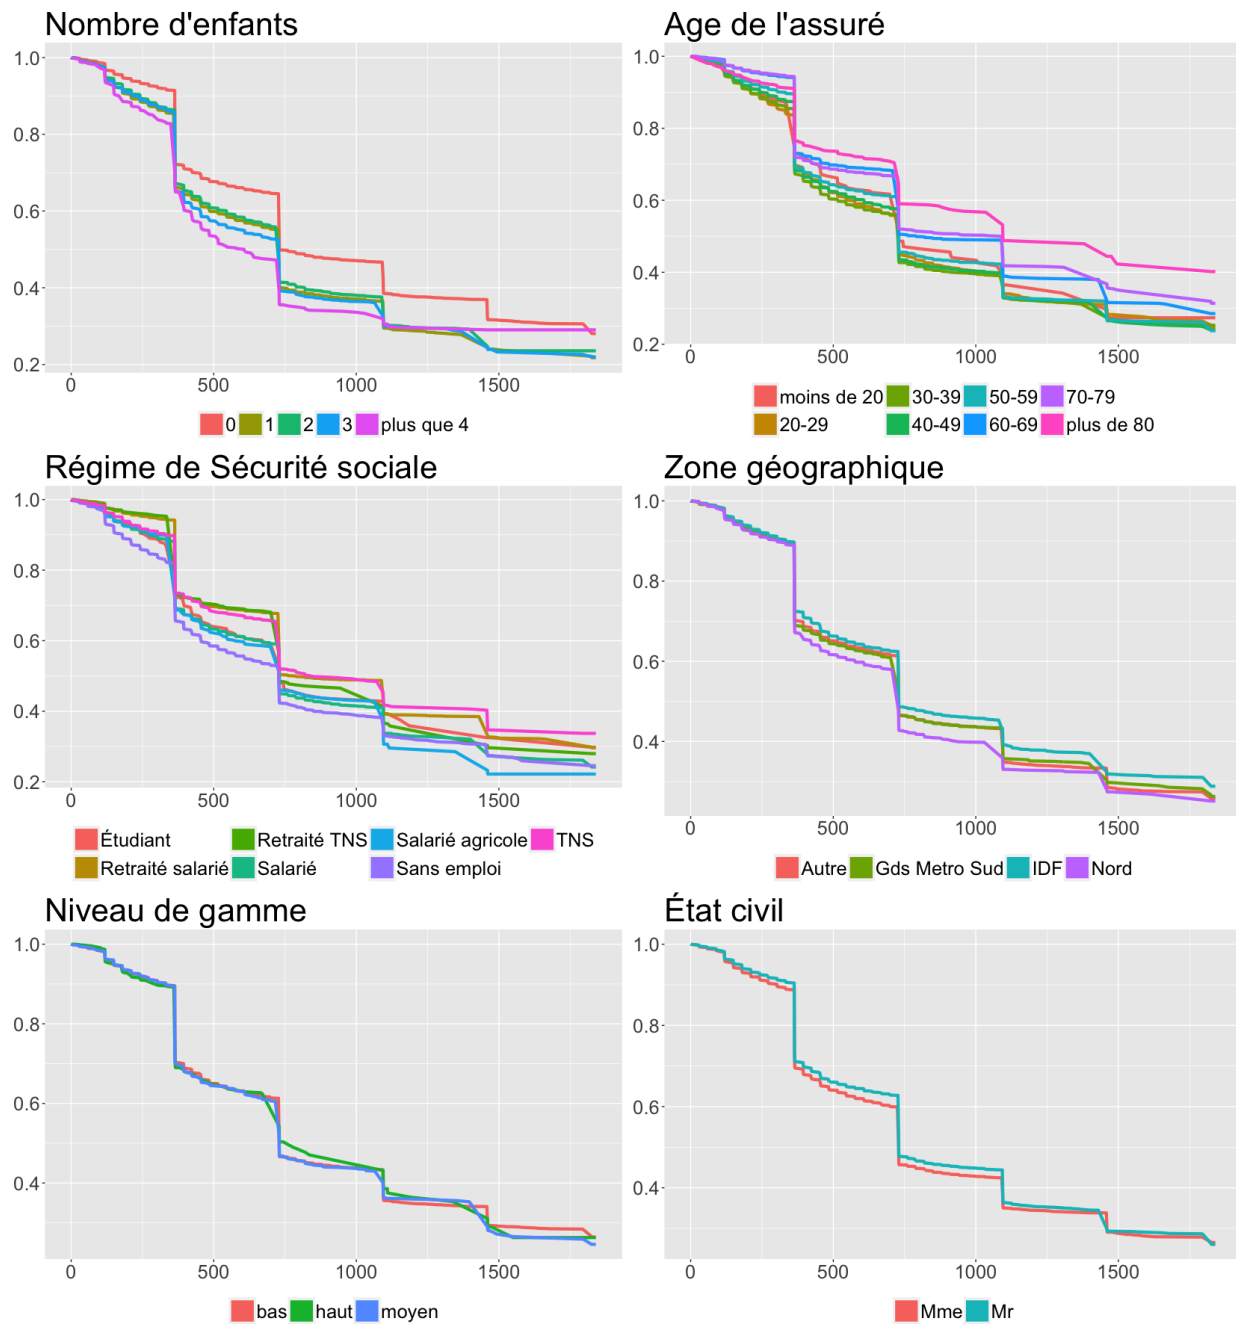 Nombre d'enfants
1.0
0.8
0.6
0.4
0.2
0 500 1000 1500
0 1 2 3 plus que 4
Age de l'assuré
1.0
0.8
0.6
0.4
0.2
0 500 1000 1500
moins de 20 30-39 50-59 70-79
20-29 40-49 60-69 plus de 80
Régime de Sécurité sociale
1.0
0.8
0.6
0.4
0.2
0 500 1000 1500
Étudiant Retraité TNS Salarié agricole TNS
Retraité salarié Salarié Sans emploi
Zone géographique
1.0
0.8
0.6
0.4
0 500 1000 1500
Autre Gds Metro Sud IDF Nord
Niveau de gamme
1.0
0.8
0.6
0.4
0 500 1000 1500
bas haut moyen
État civil
1.0
0.8
0.6
0.4
0 500 1000 1500
Mme Mr